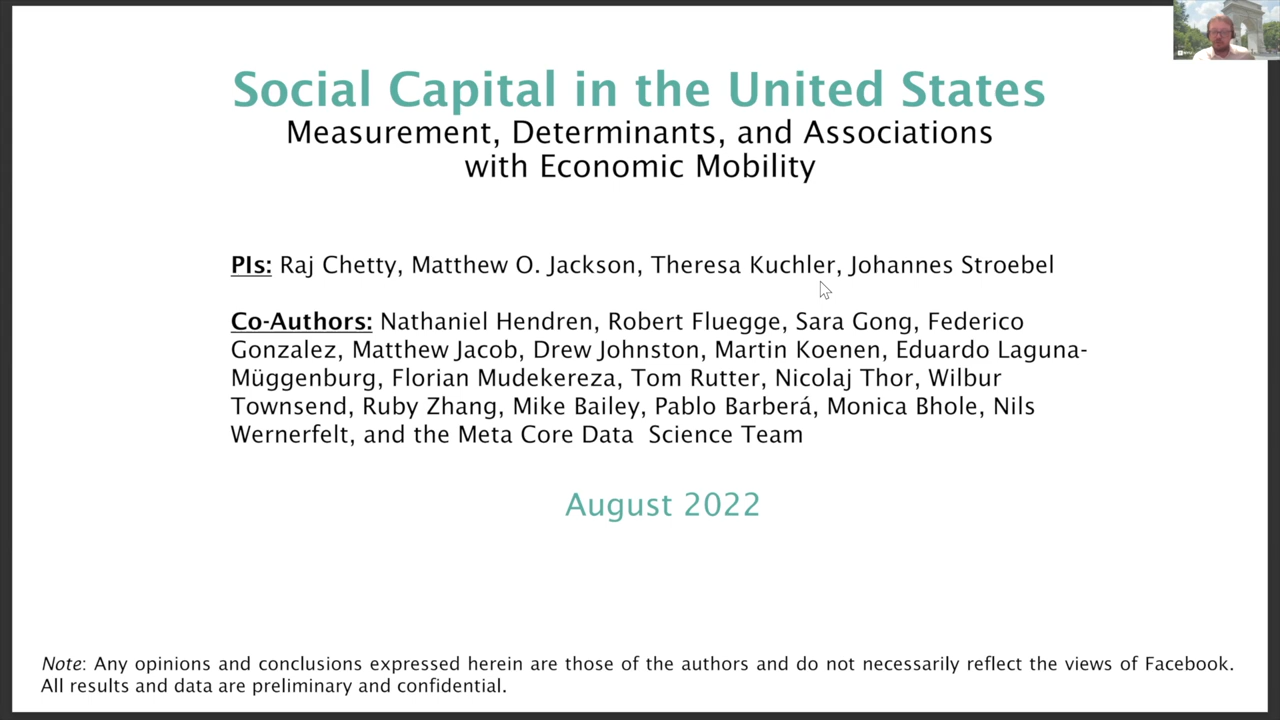 Social Capital in the United States
Measurement, Determinants, and Associations
with Economic Mobility
PIs: Raj Chetty, Matthew O. Jackson, Theresa Kuchler, Johannes Stroebel
Co-Authors: Nathaniel Hendren, Robert Fluegge, Sara Gong, Federico
Gonzalez, Matthew Jacob, Drew Johnston, Martin Koenen, Eduardo Laguna-
Müggenburg, Florian Mudekereza, Tom Rutter, Nicolaj Thor, Wilbur
Townsend, Ruby Zhang, Mike Bailey, Pablo Barberá, Monica Bhole, Nils
Wernerfelt, and the Meta Core Data Science Team
August 2022
Note: Any opinions and conclusions expressed herein are those of the authors and do not necessarily reflect the views of Facebook.
All results and data are preliminary and confidential.